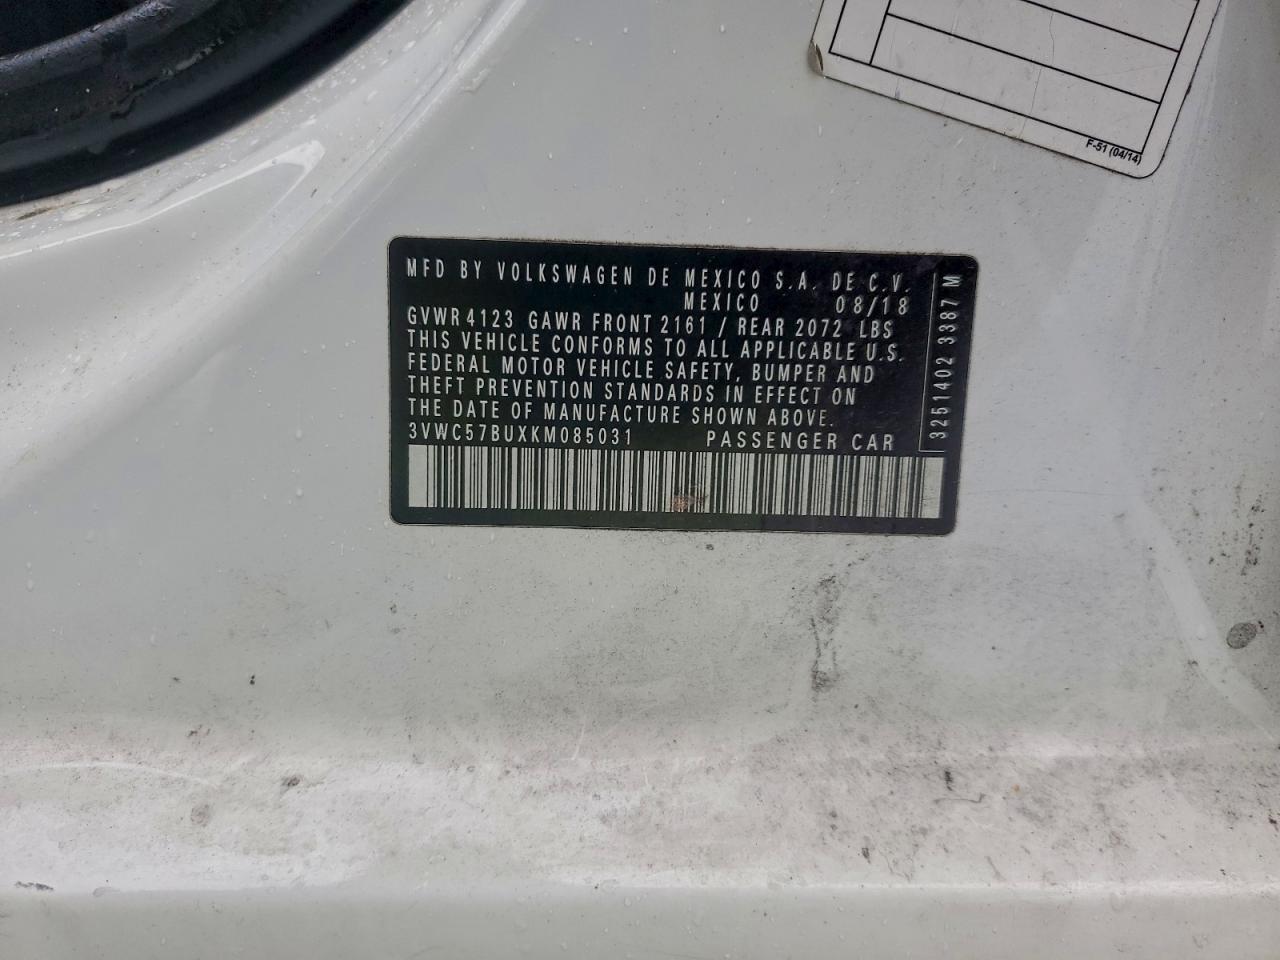 F-51 (04/14)
MFD BY VOLKSWAGEN DE MEXICO S.A. DE C.V.
MEXICO 08/18
GVWR 4123 GAWR FRONT 2161 / REAR 2072 LBS
THIS VEHICLE CONFORMS TO ALL APPLICABLE U.S.
FEDERAL MOTOR VEHICLE SAFETY, BUMPER AND
THEFT PREVENTION STANDARDS IN EFFECT ON
THE DATE OF MANUFACTURE SHOWN ABOVE.
3VWC57BUXKM085031 PASSENGER CAR
3251402 3387 M